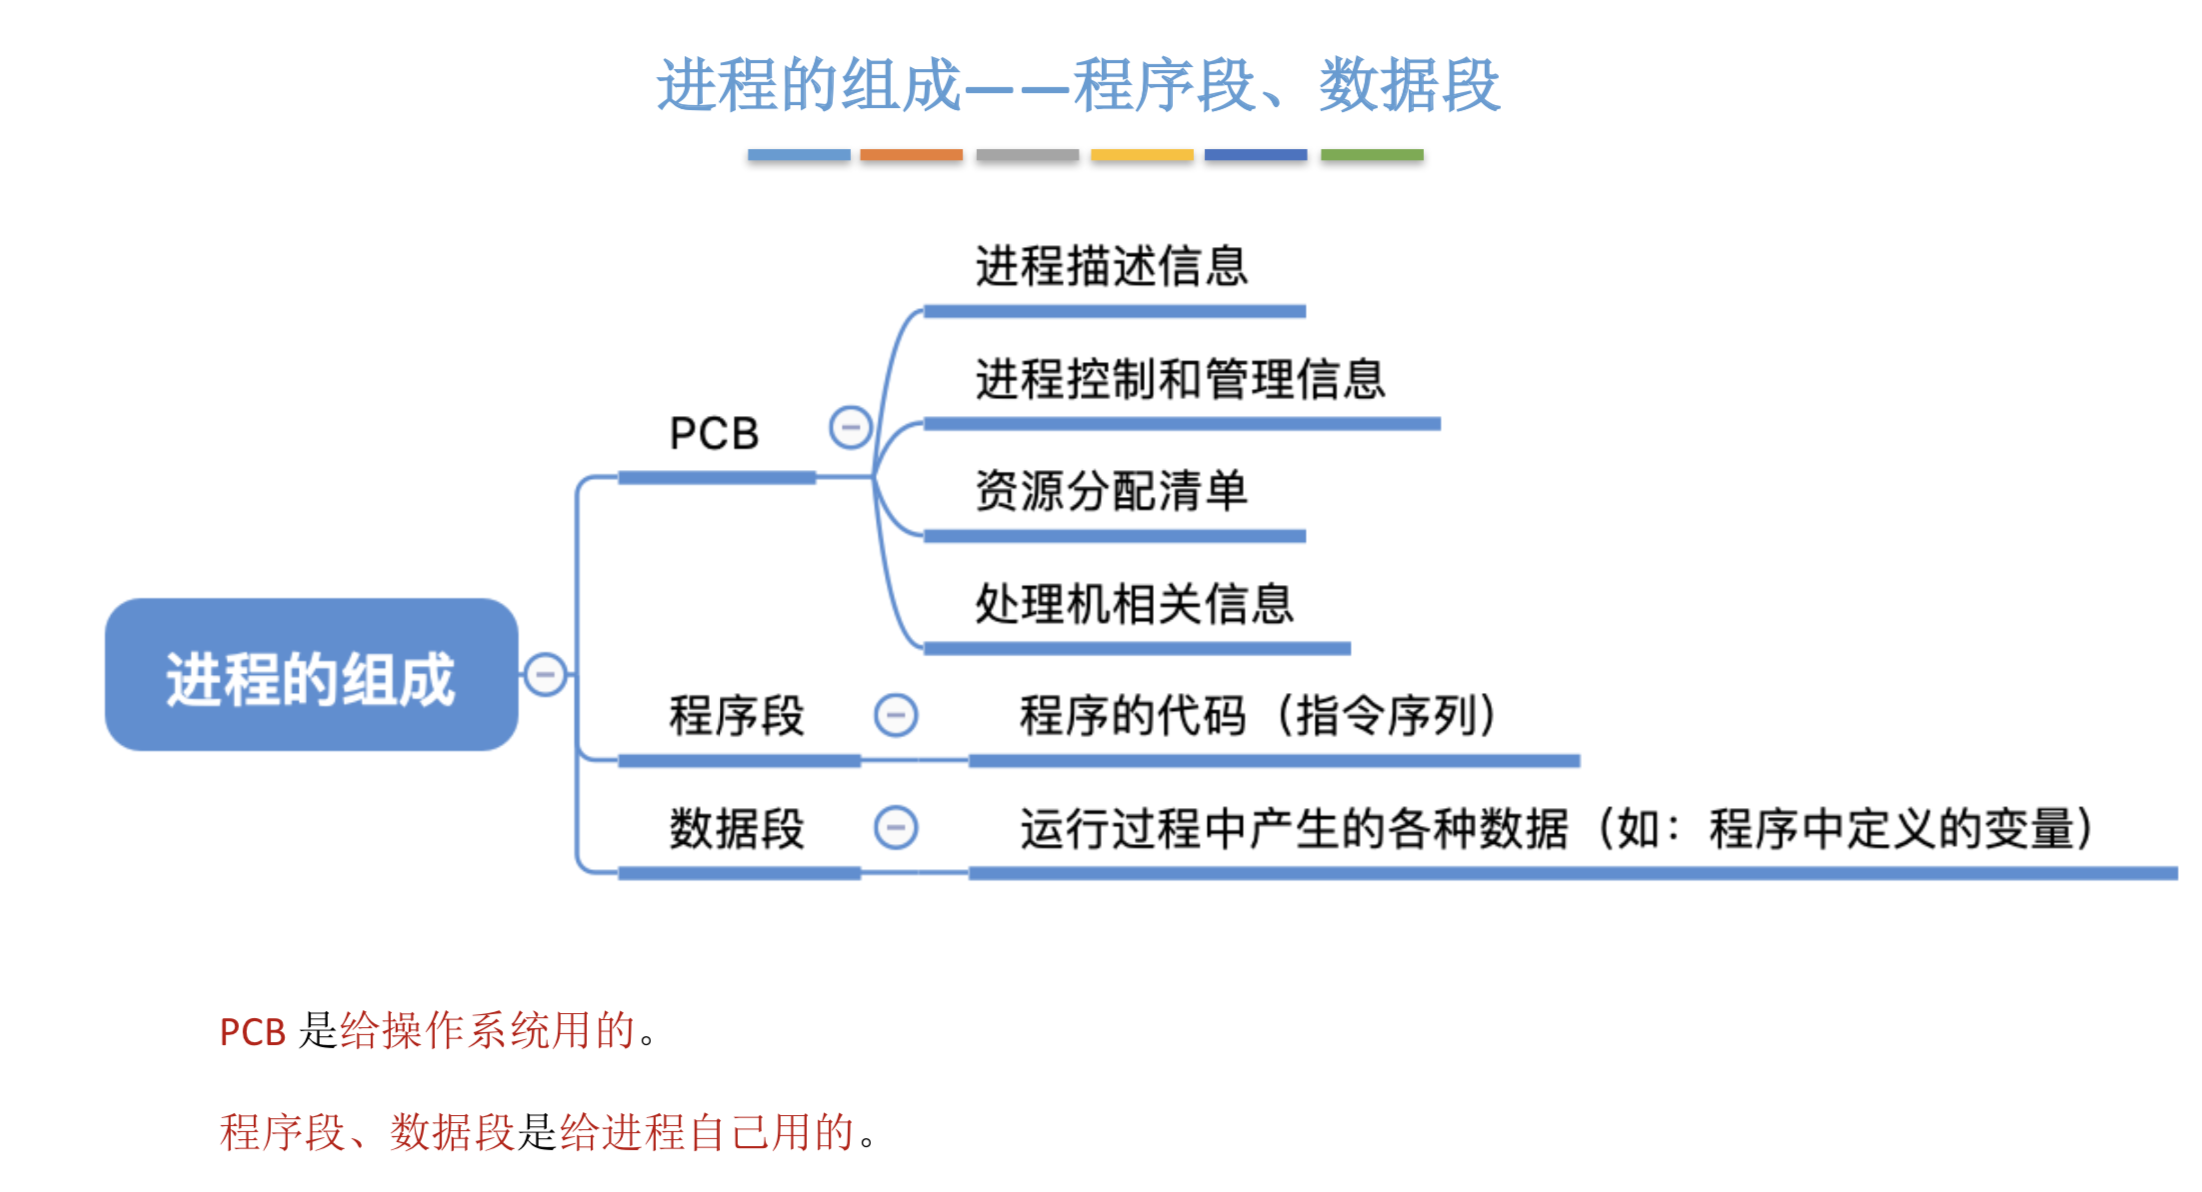 进程的组成——程序段、数据段
进程的组成
PCB
进程描述信息
进程控制和管理信息
资源分配清单
处理机相关信息
程序段
程序的代码（指令序列）
数据段
运行过程中产生的各种数据（如：程序中定义的变量）
PCB 是给操作系统用的。
程序段、数据段是给进程自己用的。